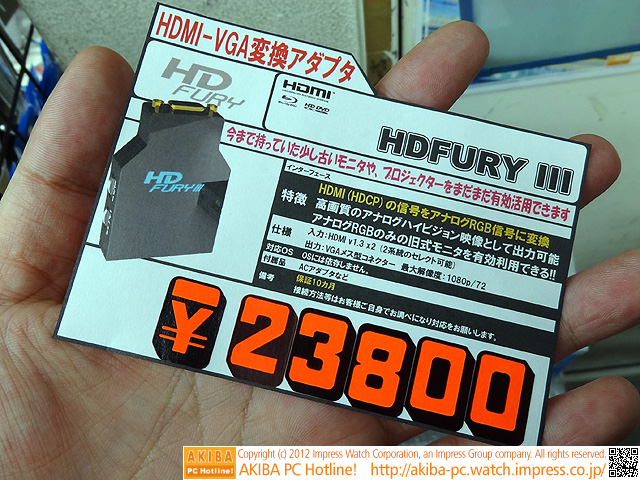 HDMI-VGA変換アダプタ
HD
FURY
HDMI
Blu-ray HD DVD
HDFURY III
HD
FURY III
今まで持っていた少し古いモニタや、プロジェクターをまだまだ有効活用できます
インターフェース
特徴 HDMI(HDCP)の信号をアナログRGB信号に変換
高画質のアナログハイビジョン映像として出力可能
アナログRGBのみの旧式モニタを有効利用できる!!
仕様 入力:HDMI v1.3 x2 (2系統のセレクト可能)
出力:VGAメス型コネクター 最大解像度:1080p/72
対応OS OSには依存しません。
付属品 ACアダプタなど
備考 保証10カ月
接続方法等はお客様ご自身でお調べになり対応をお願いします。
¥23800
AKIBA
PC Hotline!
Copyright (c) 2012 Impress Watch Corporation, an Impress Group company. All rights reserved.
AKIBA PC Hotline! http://akiba-pc.watch.impress.co.jp/